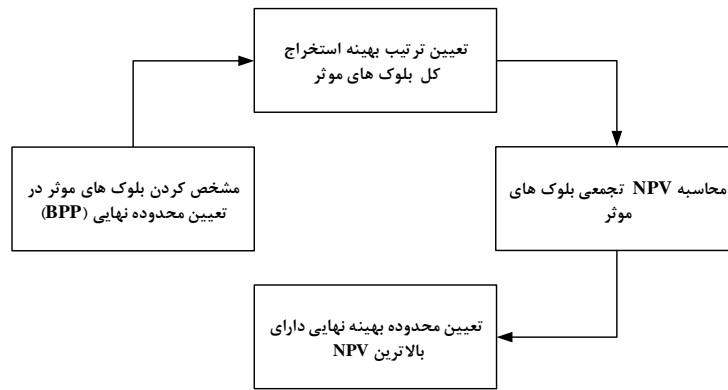 تعیین ترتیب بهینه استخراج
کل بلوک های موثر
مشخص کردن بلوک های موثر در
تعیین محدوده نهایی (BPP)
محاسبه NPV تجمعی بلوک های
موثر
تعیین محدوده بهینه نهایی دارای
بالاترین NPV